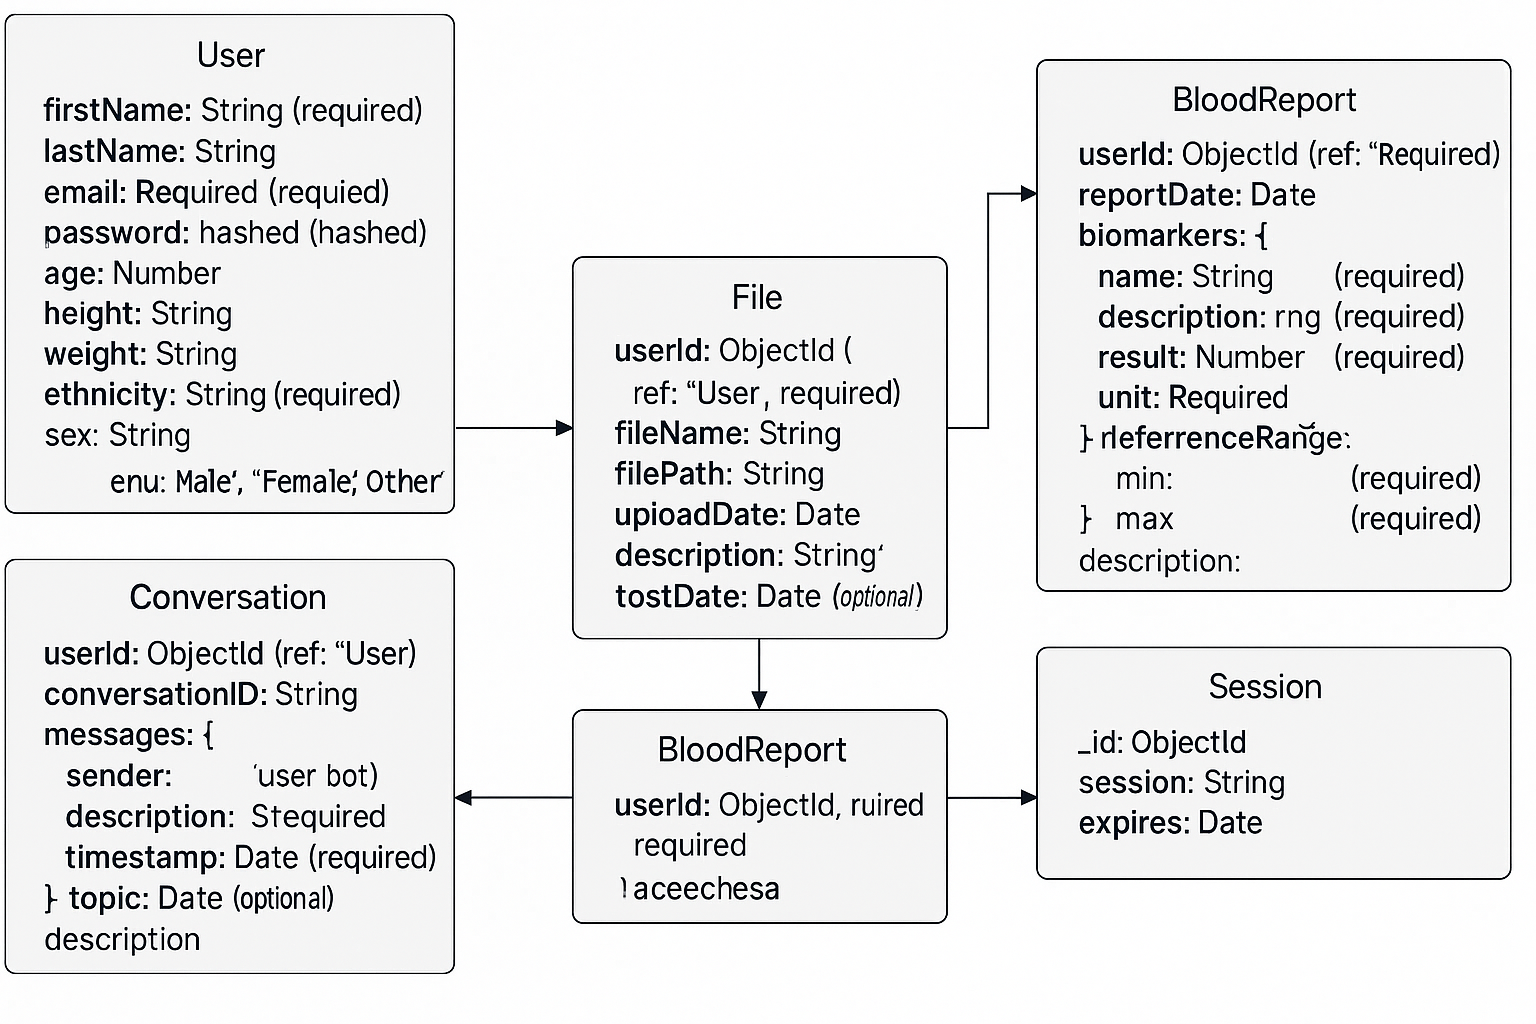 User
firstName: String (required)
lastName: String
email: Required (requied)
password: hashed (hashed)
age: Number
height: String
weight: String
ethnicity: String (required)
sex: String
enu: Male‘, “Female‘, Other‘
File
userId: ObjectId (
ref: “User , required)
fileName: String
filePath: String
upioadDate: Date
description: String‘
tostDate: Date (optional)
BloodReport
userId: ObjectId (ref: “Required)
reportDate: Date
biomarkers: {
name: String (required)
description: rng (required)
result: Number (required)
unit: Required
} rleferrenceRange:
min: (required)
} max (required)
description:
Conversation
userId: ObjectId (ref: “User)
conversationID: String
messages: {
sender: ‘user bot)
description: Stequired
timestamp: Date (required)
} topic: Date (optional)
description
BloodReport
userId: ObjectId, ruired
required
) aceechesa
Session
_id: ObjectId
session: String
expires: Date